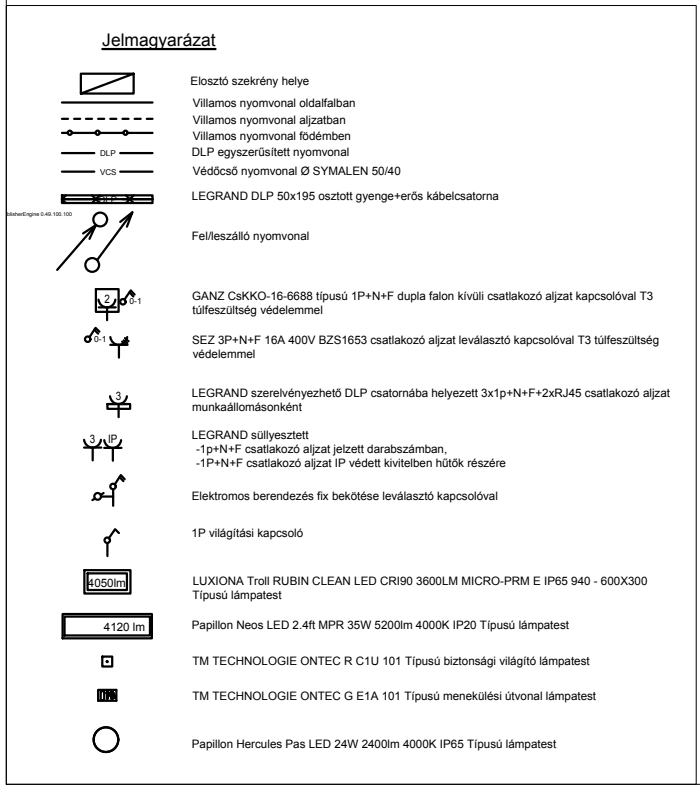 Jelmagyarázat
Elosztó szekrény helye
Villamos nyomvonal oldalfalban
Villamos nyomvonal aljzatban
Villamos nyomvonal födémben
DLP DLP egyszerűsített nyomvonal
VCS Védőcső nyomvonal Ø SYMALEN 50/40
DLP LEGRAND DLP 50x195 osztott gyenge+erős kábelcsatorna
blisherEngine 0.49.100.100
Fel/leszálló nyomvonal
2 0-1 GANZ CsKKO-16-6688 típusú 1P+N+F dupla falon kívüli csatlakozó aljzat kapcsolóval T3
túlfeszültség védelemmel
0-1 SEZ 3P+N+F 16A 400V BZS1653 csatlakozó aljzat leválasztó kapcsolóval T3 túlfeszültség
védelemmel
3 LEGRAND szerelvényezhető DLP csatornába helyezett 3x1p+N+F+2xRJ45 csatlakozó aljzat
munkaállomásonként
3 IP LEGRAND süllyesztett
-1p+N+F csatlakozó aljzat jelzett darabszámban,
-1P+N+F csatlakozó aljzat IP védett kivitelben hűtők részére
Elektromos berendezés fix bekötése leválasztó kapcsolóval
1P világítási kapcsoló
4050lm LUXIONA Troll RUBIN CLEAN LED CRI90 3600LM MICRO-PRM E IP65 940 - 600X300
Típusú lámpatest
4120 lm Papillon Neos LED 2.4ft MPR 35W 5200lm 4000K IP20 Típusú lámpatest
TM TECHNOLOGIE ONTEC R C1U 101 Típusú biztonsági világító lámpatest
TM TECHNOLOGIE ONTEC G E1A 101 Típusú menekülési útvonal lámpatest
Papillon Hercules Pas LED 24W 2400lm 4000K IP65 Típusú lámpatest